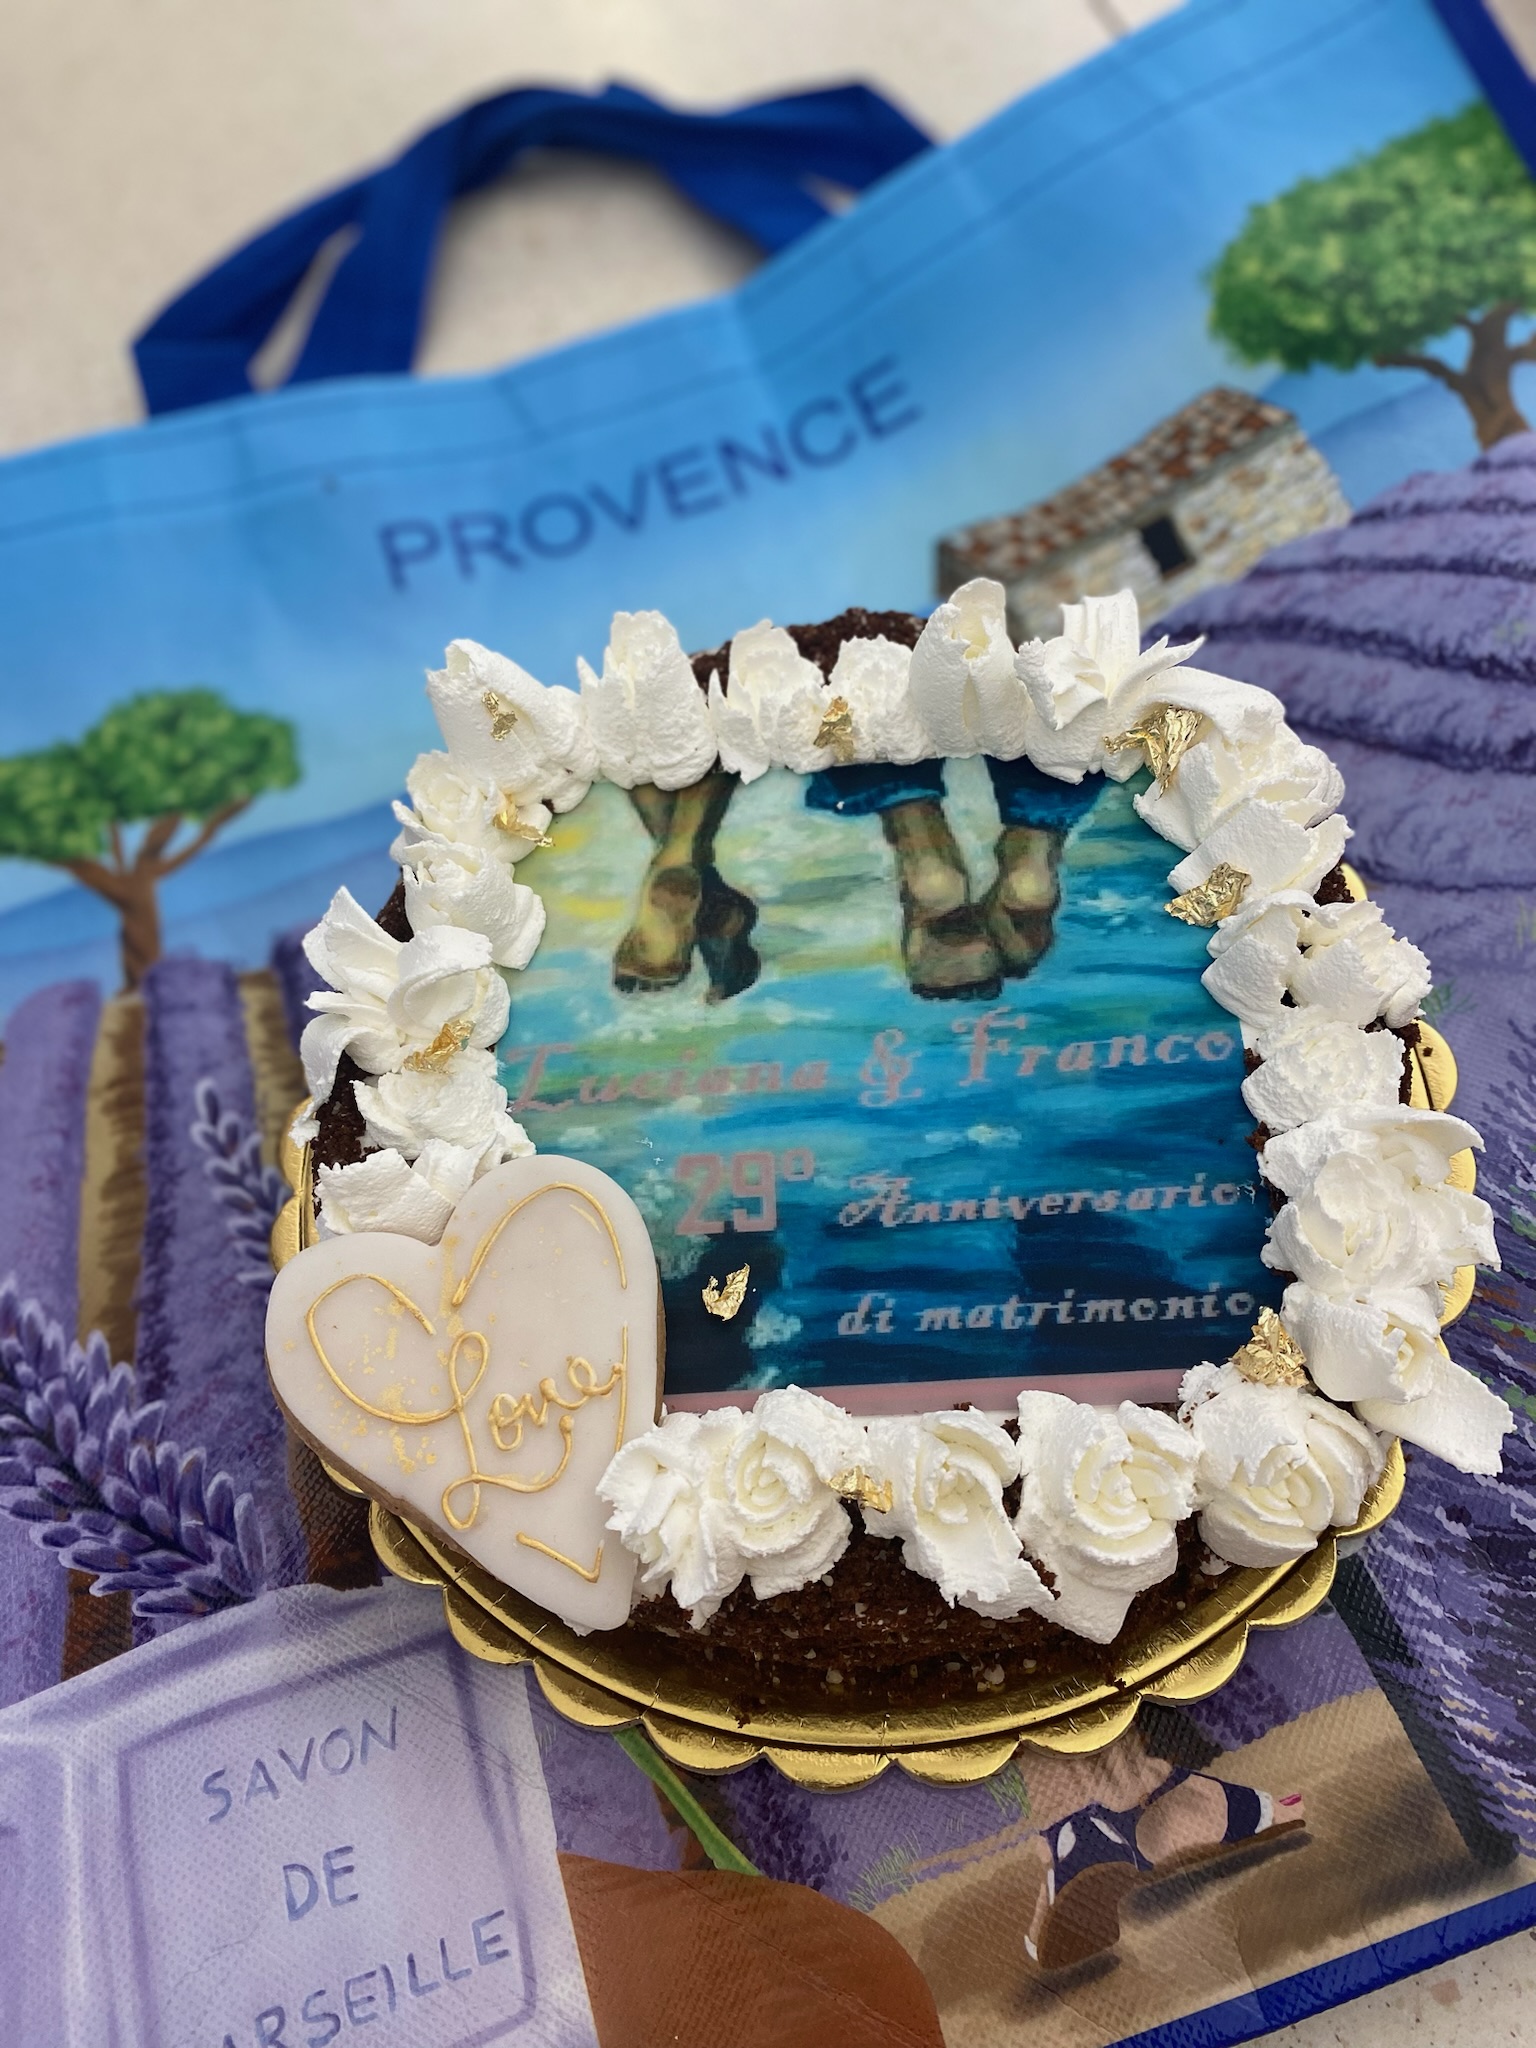 PROVENCE
Luciana & Franco
29° Anniversario
di matrimonio
Love
SAVON
DE
ARSEILLE